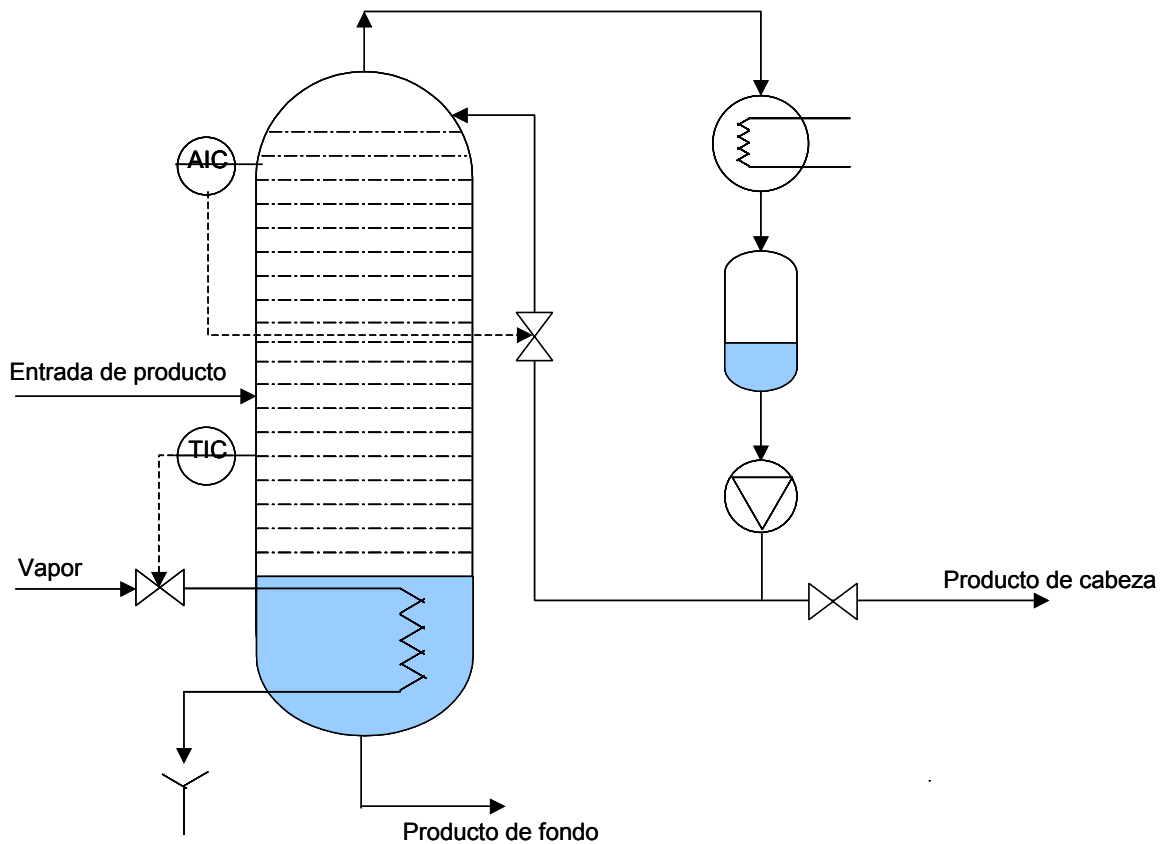 AIC
Entrada de producto
TIC
Vapor
Producto de cabeza
Producto de fondo